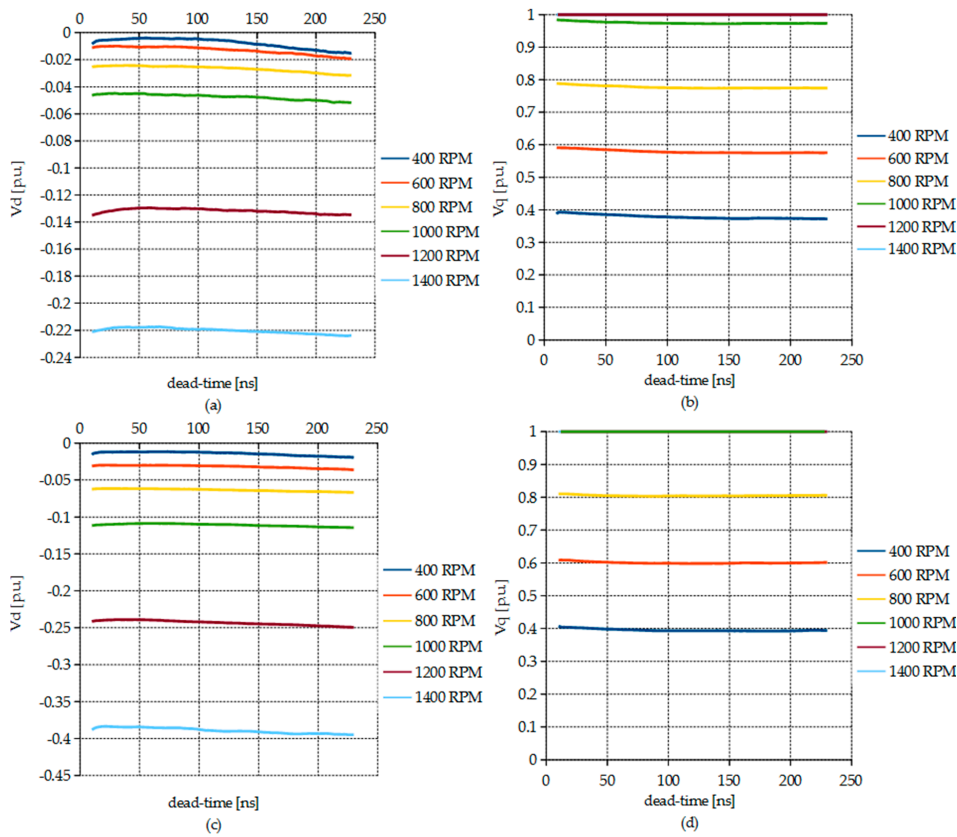 0 50 100 150 200 250
0
-0.02
-0.04
-0.06
-0.08
-0.1
-0.12
-0.14
-0.16
-0.18
-0.2
-0.22
-0.24
Vd [p.u.]
400 RPM
600 RPM
800 RPM
1000 RPM
1200 RPM
1400 RPM
dead-time [ns]
(a)
1
0.9
0.8
0.7
0.6
0.5
0.4
0.3
0.2
0.1
0
Vq [p.u.]
400 RPM
600 RPM
800 RPM
1000 RPM
1200 RPM
1400 RPM
0 50 100 150 200 250
dead-time [ns]
(b)
0 50 100 150 200 250
0
-0.05
-0.1
-0.15
-0.2
-0.25
-0.3
-0.35
-0.4
-0.45
Vd [p.u.]
400 RPM
600 RPM
800 RPM
1000 RPM
1200 RPM
1400 RPM
dead-time [ns]
(c)
1
0.9
0.8
0.7
0.6
0.5
0.4
0.3
0.2
0.1
0
Vq [p.u.]
400 RPM
600 RPM
800 RPM
1000 RPM
1200 RPM
1400 RPM
0 50 100 150 200 250
dead-time [ns]
(d)